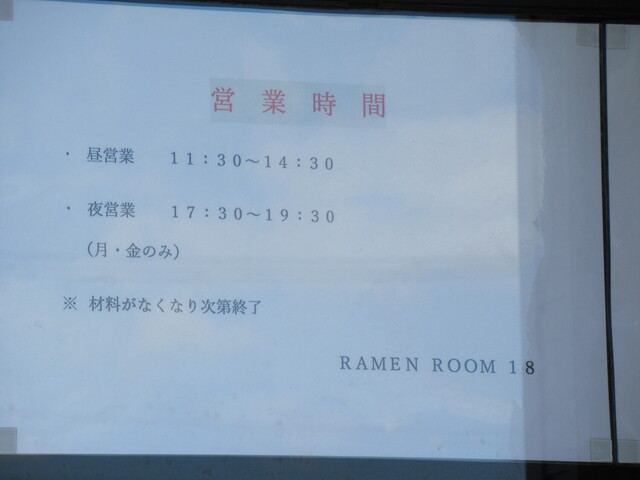 営業時間
・昼営業　１１：３０～１４：３０
・夜営業　１７：３０～１９：３０
（月・金のみ）
※ 材料がなくなり次第終了
RAMEN ROOM 18